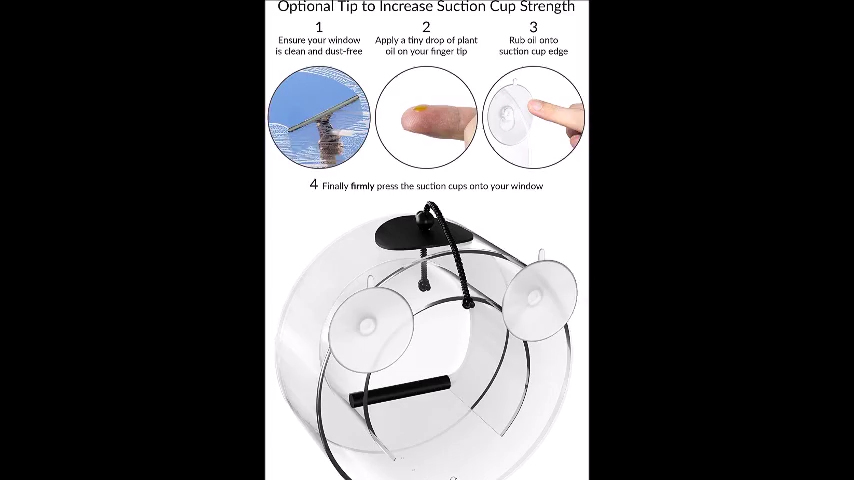 Optional Tip to Increase Suction Cup Strength
1
Ensure your window
is clean and dust-free
2
Apply a tiny drop of plant
oil on your finger tip
3
Rub oil onto
suction cup edge
4 Finally firmly press the suction cups onto your window